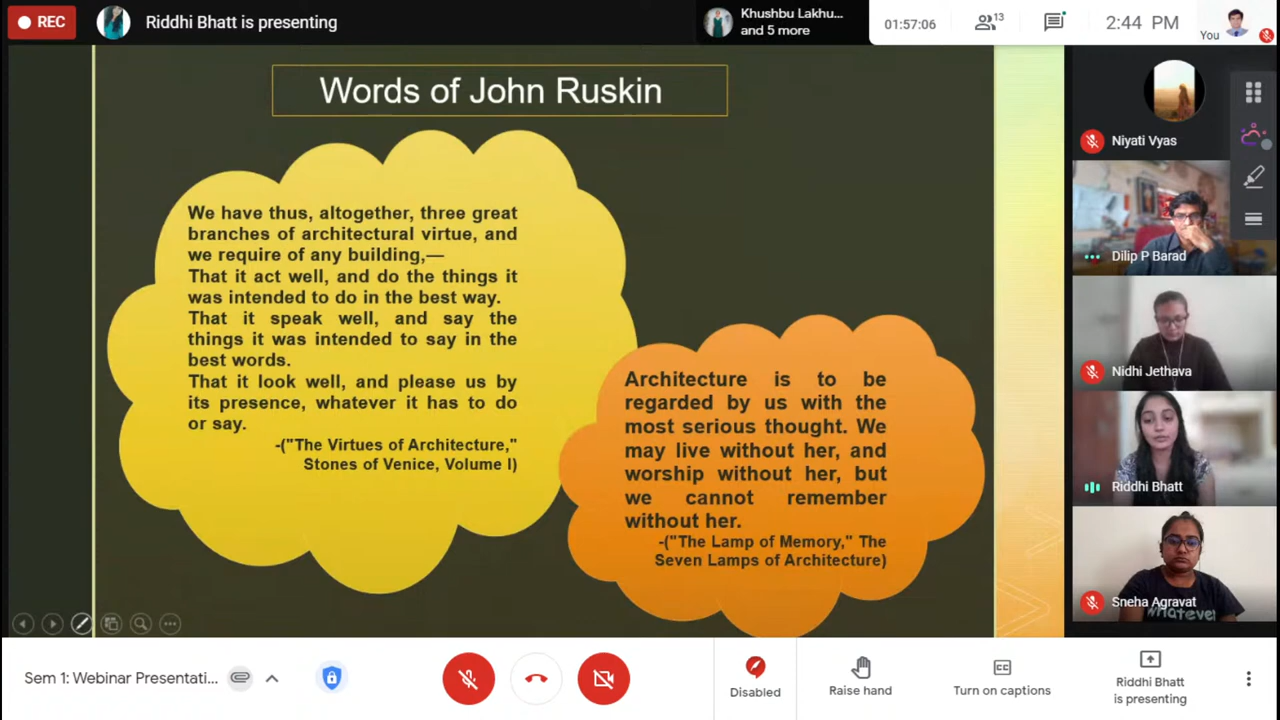 REC
Riddhi Bhatt is presenting
Khushbu Lakhu...
and 5 more
01:57:06
13
2:44 PM
You
Words of John Ruskin
We have thus, altogether, three great
branches of architectural virtue, and
we require of any building,—
That it act well, and do the things it
was intended to do in the best way.
That it speak well, and say the
things it was intended to say in the
best words.
That it look well, and please us by
its presence, whatever it has to do
or say.
-("The Virtues of Architecture,"
Stones of Venice, Volume I)
Architecture is to be
regarded by us with the
most serious thought. We
may live without her, and
worship without her, but
we cannot remember
without her.
-("The Lamp of Memory," The
Seven Lamps of Architecture)
Niyati Vyas
Dilip P Barad
Nidhi Jethava
Riddhi Bhatt
whatever
Sneha Agravat
Sem 1: Webinar Presentati...
Disabled
Raise hand
CC
Turn on captions
Riddhi Bhatt
is presenting